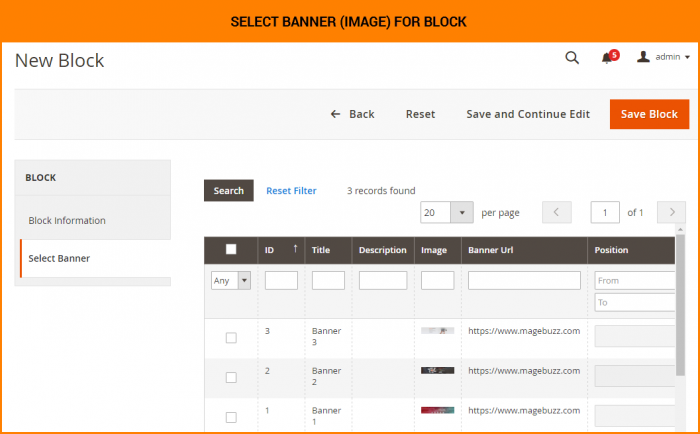 SELECT BANNER (IMAGE) FOR BLOCK
New Block
5
admin
Back
Reset
Save and Continue Edit
Save Block
BLOCK
Block Information
Select Banner
Search
Reset Filter
3 records found
20
per page
1
of 1
ID
Title
Description
Image
Banner Url
Position
Any
From
To
3
Banner
3
https://www.magebuzz.com
2
Banner
2
https://www.magebuzz.com
1
Banner
1
https://www.magebuzz.com